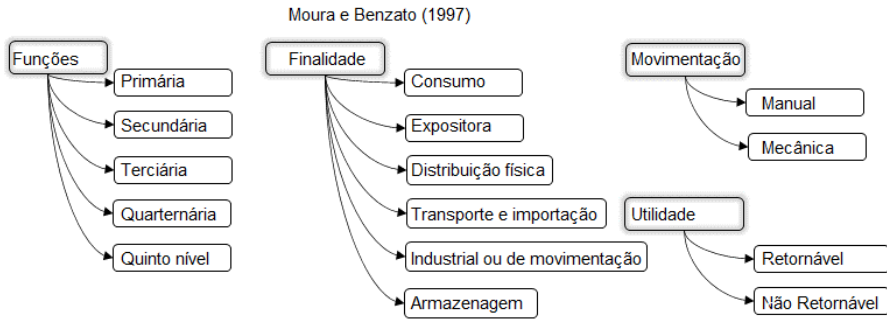 Moura e Benzato (1997)
Funções
Primária
Secundária
Terciária
Quarternária
Quinto nível
Finalidade
Consumo
Expositora
Distribuição física
Transporte e importação
Industrial ou de movimentação
Armazenagem
Movimentação
Manual
Mecânica
Utilidade
Retornável
Não Retornável